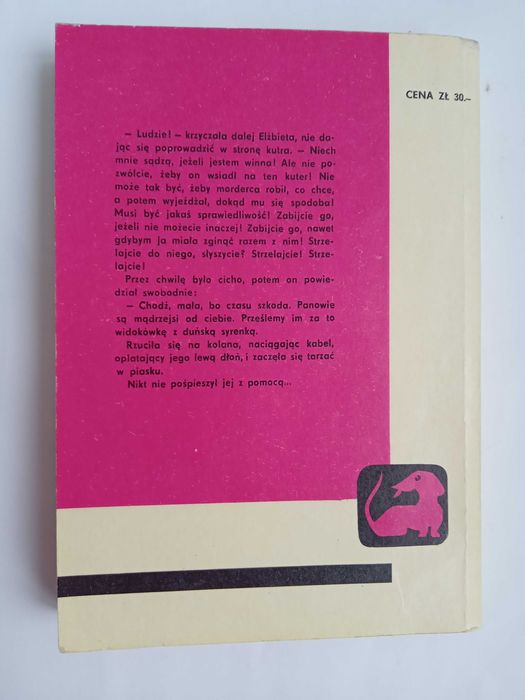 CENA ZŁ 30.–
— Ludzie! — krzyczała dalej Elżbieta, nie da-
jąc się poprowadzić w stronę kutra. — Niech
mnie sądzą, jeżeli jestem winna! Ale nie po-
zwólcie, żeby on wsiadł na ten kuter! Nie
może tak być, żeby morderca robił, co chce,
a potem wyjeżdżał, dokąd mu się spodoba!
Musi być jakaś sprawiedliwość! Zabijcie go,
jeżeli nie możecie inaczej! Zabijcie go, nawet
gdybym ja miała zginąć razem z nim! Strze-
lajcie do niego, słyszycie? Strzelajcie! Strze-
lajcie!
Przez chwilę było cicho, potem on powie-
dział swobodnie:
— Chodź, mała, bo czasu szkoda. Panowie
są mądrzejsi od ciebie. Prześlemy im za to
widokówkę z duńską syrenką.
Rzuciła się na kolana, naciągając kabel,
oplatający jego lewą dłoń, i zaczęła się tarzać
w piasku.
Nikt nie pośpieszył jej z pomocą...